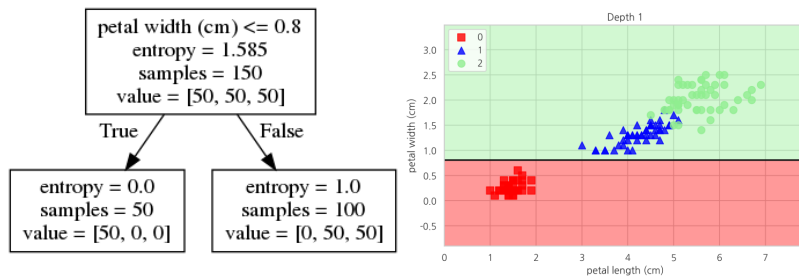 petal width (cm) <= 0.8
entropy = 1.585
samples = 150
value = [50, 50, 50]
True
False
entropy = 0.0
samples = 50
value = [50, 0, 0]
entropy = 1.0
samples = 100
value = [0, 50, 50]
Depth 1
0
1
2
petal width (cm)
3.0
2.5
2.0
1.5
1.0
0.5
0.0
-0.5
0 1 2 3 4 5 6 7
petal length (cm)